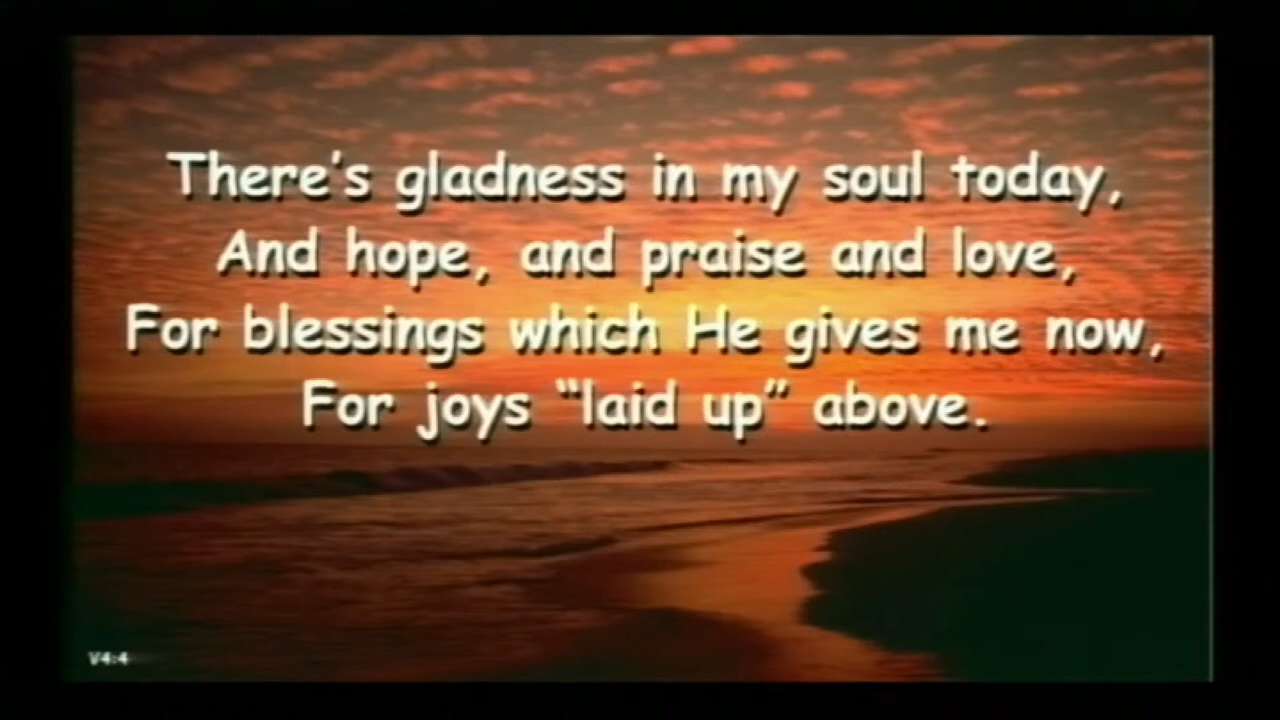 There's gladness in my soul today,
And hope, and praise and love,
For blessings which He gives me now,
For joys “laid up” above.
V4:4